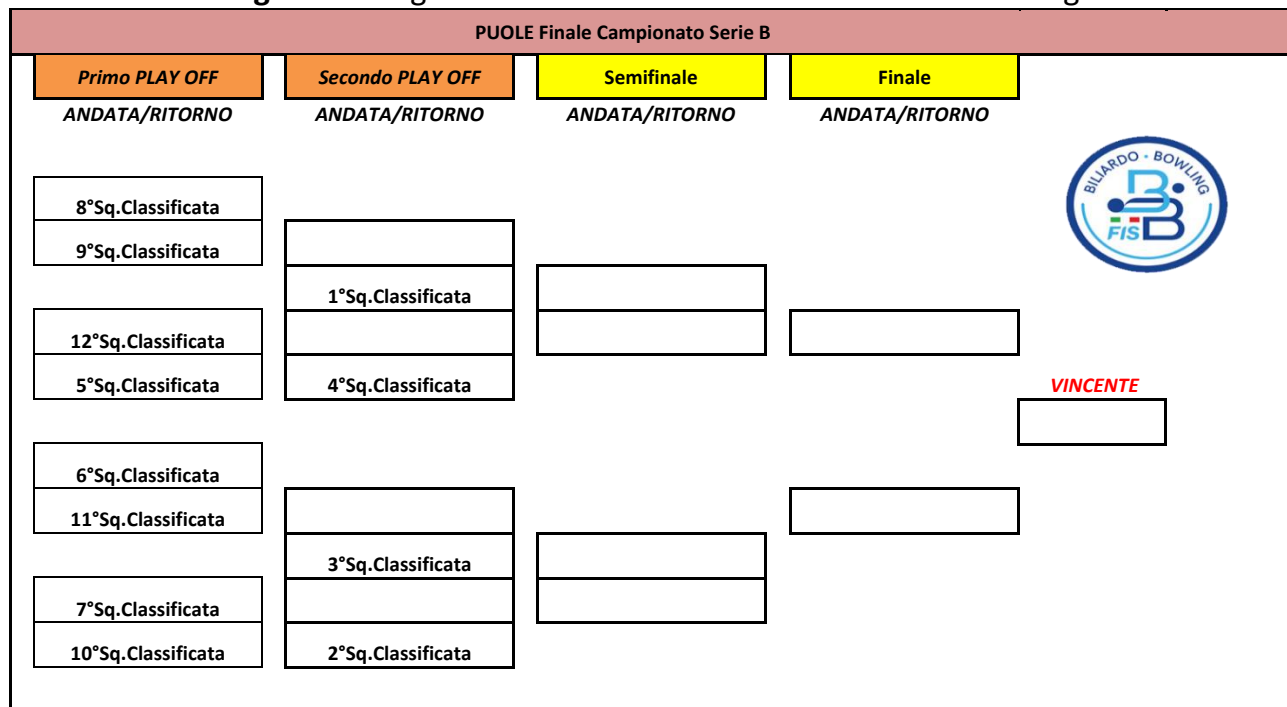 PUOLE Finale Campionato Serie B
Primo PLAY OFF Secondo PLAY OFF Semifinale Finale
ANDATA/RITORNO ANDATA/RITORNO ANDATA/RITORNO ANDATA/RITORNO
BILIARDO - BOWLING
FISBB
8°Sq.Classificata
9°Sq.Classificata
1°Sq.Classificata
12°Sq.Classificata
5°Sq.Classificata 4°Sq.Classificata VINCENTE
6°Sq.Classificata
11°Sq.Classificata
3°Sq.Classificata
7°Sq.Classificata
10°Sq.Classificata 2°Sq.Classificata